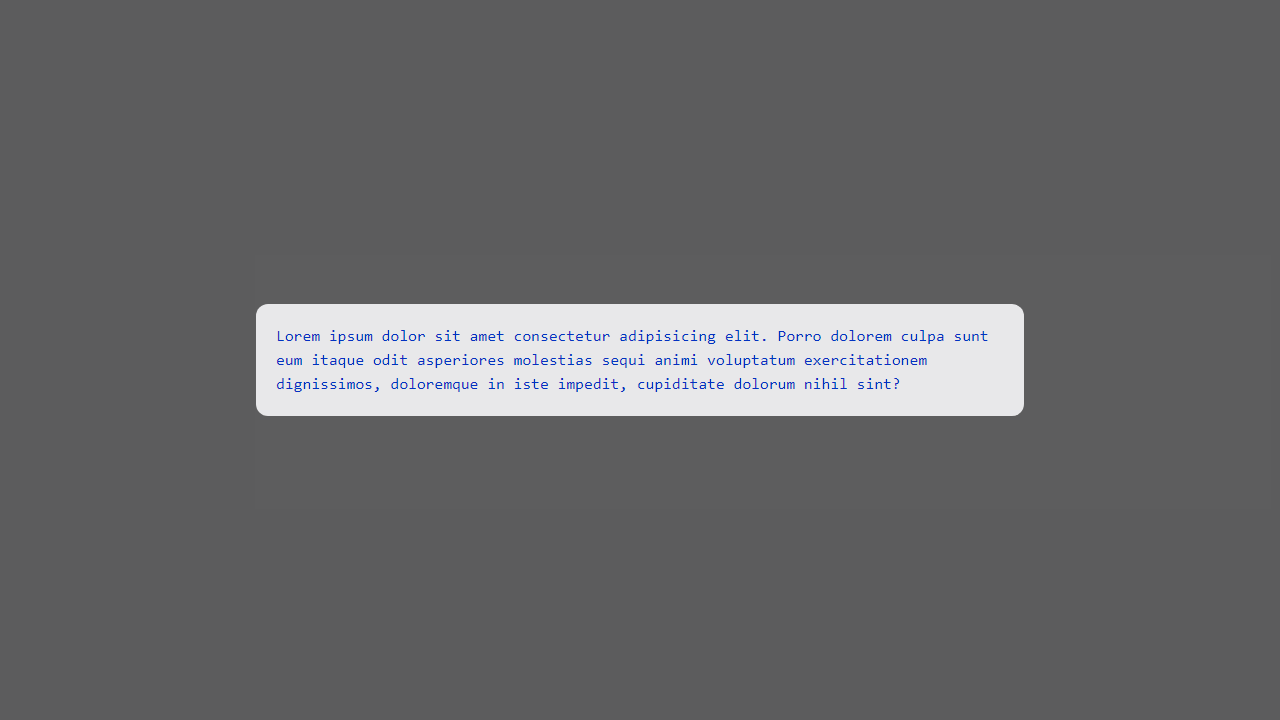 Lorem ipsum dolor sit amet consectetur adipisicing elit. Porro dolorem culpa sunt
eum itaque odit asperiores molestias sequi animi voluptatum exercitationem
dignissimos, doloremque in iste impedit, cupiditate dolorum nihil sint?